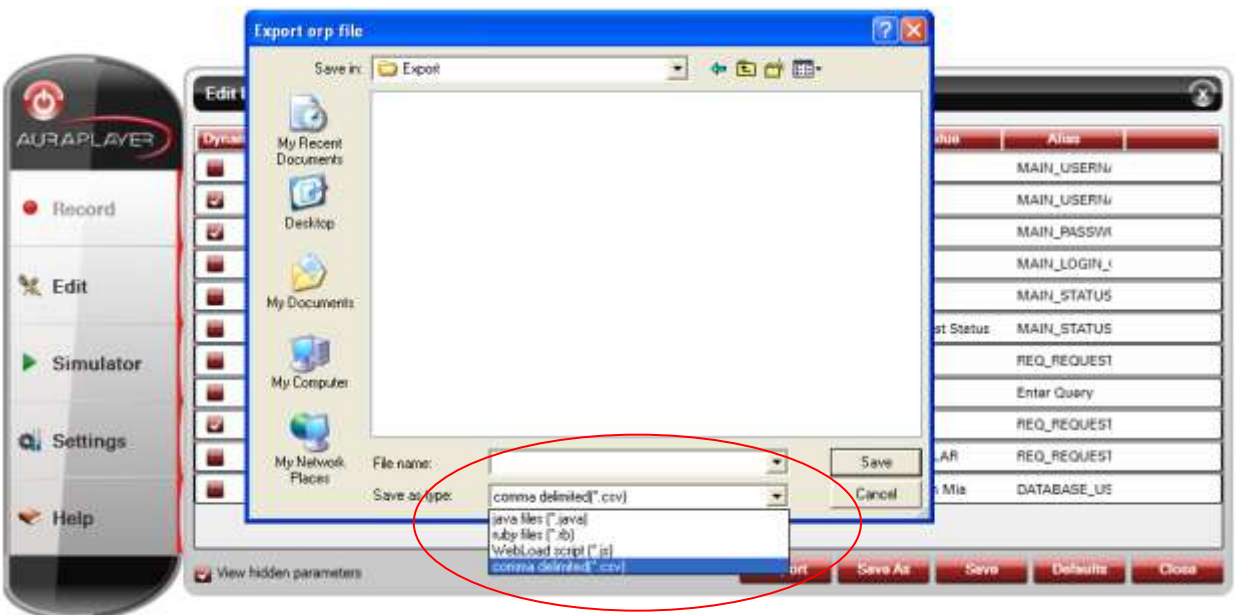 Export orp file
Save in:
Export
AURAPLAYER
Record
Edit
Simulator
Settings
Help
My Recent
Documents
Desktop
My Documents
My Computer
My Network
Places
File name:
Save
Save as type:
comma delimited(*.csv)
Cancel
java files (*.java)
ruby files (*.rb)
WebLoad script (*.js)
comma delimited(*.csv)
Edit
Alias
MAIN_USERN
MAIN_USERN
MAIN_PASSW
MAIN_LOGIN_
MAIN_STATUS
st Status
MAIN_STATUS
REQ_REQUEST
Enter Query
REQ_REQUEST
LAR
REQ_REQUEST
Mia
DATABASE_US
View hidden parameters
ort
Save As
Save
Defaults
Close